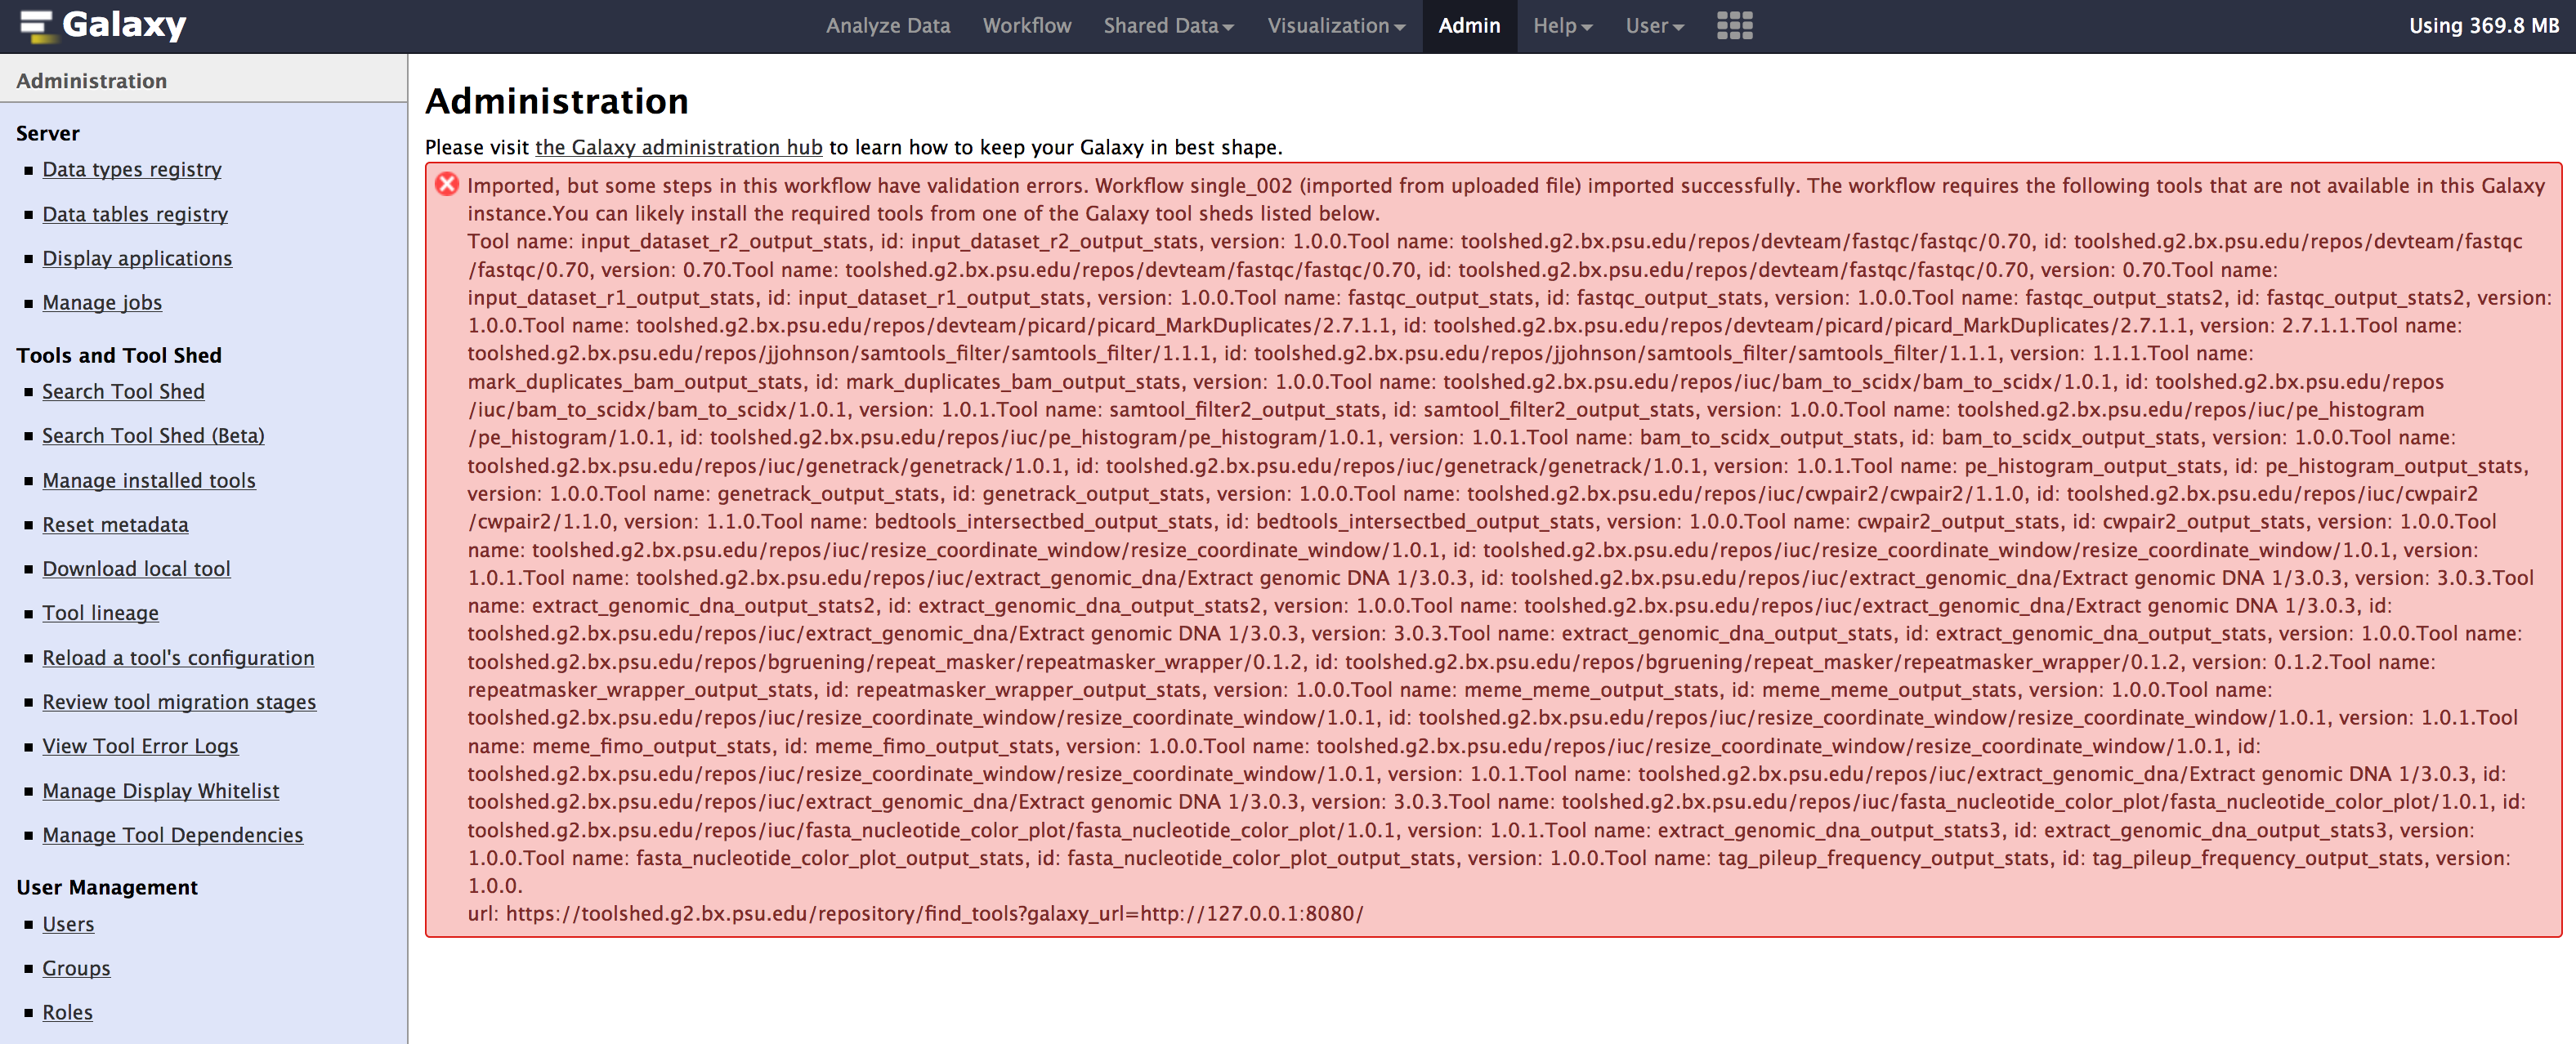 Galaxy
Analyze Data Workflow Shared Data Visualization Admin Help User
Using 369.8 MB
Administration
Server
Data types registry
Data tables registry
Display applications
Manage jobs
Tools and Tool Shed
Search Tool Shed
Search Tool Shed (Beta)
Manage installed tools
Reset metadata
Download local tool
Tool lineage
Reload a tool's configuration
Review tool migration stages
View Tool Error Logs
Manage Display Whitelist
Manage Tool Dependencies
User Management
Users
Groups
Roles
Administration
Please visit the Galaxy administration hub to learn how to keep your Galaxy in best shape.
Imported, but some steps in this workflow have validation errors. Workflow single_002 (imported from uploaded file) imported successfully. The workflow requires the following tools that are not available in this Galaxy
instance.You can likely install the required tools from one of the Galaxy tool sheds listed below.
Tool name: input_dataset_r2_output_stats, id: input_dataset_r2_output_stats, version: 1.0.0.Tool name: toolshed.g2.bx.psu.edu/repos/devteam/fastqc/fastqc/0.70, id: toolshed.g2.bx.psu.edu/repos/devteam/fastqc
/fastqc/0.70, version: 0.70.Tool name: toolshed.g2.bx.psu.edu/repos/devteam/fastqc/fastqc/0.70, id: toolshed.g2.bx.psu.edu/repos/devteam/fastqc/fastqc/0.70, version: 0.70.Tool name:
input_dataset_r1_output_stats, id: input_dataset_r1_output_stats, version: 1.0.0.Tool name: fastqc_output_stats, id: fastqc_output_stats, version: 1.0.0.Tool name: fastqc_output_stats2, id: fastqc_output_stats2, version:
1.0.0.Tool name: toolshed.g2.bx.psu.edu/repos/devteam/picard/picard_MarkDuplicates/2.7.1.1, id: toolshed.g2.bx.psu.edu/repos/devteam/picard/picard_MarkDuplicates/2.7.1.1, version: 2.7.1.1.Tool name:
toolshed.g2.bx.psu.edu/repos/jjohnson/samtools_filter/samtools_filter/1.1.1, id: toolshed.g2.bx.psu.edu/repos/jjohnson/samtools_filter/samtools_filter/1.1.1, version: 1.1.1.Tool name:
mark_duplicates_bam_output_stats, id: mark_duplicates_bam_output_stats, version: 1.0.0.Tool name: toolshed.g2.bx.psu.edu/repos/iuc/bam_to_scidx/bam_to_scidx/1.0.1, id: toolshed.g2.bx.psu.edu/repos
/iuc/bam_to_scidx/bam_to_scidx/1.0.1, version: 1.0.1.Tool name: samtool_filter2_output_stats, id: samtool_filter2_output_stats, version: 1.0.0.Tool name: toolshed.g2.bx.psu.edu/repos/iuc/pe_histogram
/pe_histogram/1.0.1, id: toolshed.g2.bx.psu.edu/repos/iuc/pe_histogram/pe_histogram/1.0.1, version: 1.0.1.Tool name: bam_to_scidx_output_stats, id: bam_to_scidx_output_stats, version: 1.0.0.Tool name:
toolshed.g2.bx.psu.edu/repos/iuc/genetrack/genetrack/1.0.1, id: toolshed.g2.bx.psu.edu/repos/iuc/genetrack/genetrack/1.0.1, version: 1.0.1.Tool name: pe_histogram_output_stats, id: pe_histogram_output_stats,
version: 1.0.0.Tool name: genetrack_output_stats, id: genetrack_output_stats, version: 1.0.0.Tool name: toolshed.g2.bx.psu.edu/repos/iuc/cwpair2/cwpair2/1.1.0, id: toolshed.g2.bx.psu.edu/repos/iuc/cwpair2
/cwpair2/1.1.0, version: 1.1.0.Tool name: bedtools_intersectbed_output_stats, id: bedtools_intersectbed_output_stats, version: 1.0.0.Tool name: cwpair2_output_stats, id: cwpair2_output_stats, version: 1.0.0.Tool
name: toolshed.g2.bx.psu.edu/repos/iuc/resize_coordinate_window/resize_coordinate_window/1.0.1, id: toolshed.g2.bx.psu.edu/repos/iuc/resize_coordinate_window/resize_coordinate_window/1.0.1, version:
1.0.1.Tool name: toolshed.g2.bx.psu.edu/repos/iuc/extract_genomic_dna/Extract genomic DNA 1/3.0.3, id: toolshed.g2.bx.psu.edu/repos/iuc/extract_genomic_dna/Extract genomic DNA 1/3.0.3, version: 3.0.3.Tool
name: extract_genomic_dna_output_stats2, id: extract_genomic_dna_output_stats2, version: 1.0.0.Tool name: toolshed.g2.bx.psu.edu/repos/iuc/extract_genomic_dna/Extract genomic DNA 1/3.0.3, id:
toolshed.g2.bx.psu.edu/repos/iuc/extract_genomic_dna/Extract genomic DNA 1/3.0.3, version: 3.0.3.Tool name: extract_genomic_dna_output_stats, id: extract_genomic_dna_output_stats, version: 1.0.0.Tool name:
toolshed.g2.bx.psu.edu/repos/bgruening/repeat_masker/repeatmasker_wrapper/0.1.2, id: toolshed.g2.bx.psu.edu/repos/bgruening/repeat_masker/repeatmasker_wrapper/0.1.2, version: 0.1.2.Tool name:
repeatmasker_wrapper_output_stats, id: repeatmasker_wrapper_output_stats, version: 1.0.0.Tool name: meme_meme_output_stats, id: meme_meme_output_stats, version: 1.0.0.Tool name:
toolshed.g2.bx.psu.edu/repos/iuc/resize_coordinate_window/resize_coordinate_window/1.0.1, id: toolshed.g2.bx.psu.edu/repos/iuc/resize_coordinate_window/resize_coordinate_window/1.0.1, version: 1.0.1.Tool
name: meme_fimo_output_stats, id: meme_fimo_output_stats, version: 1.0.0.Tool name: toolshed.g2.bx.psu.edu/repos/iuc/resize_coordinate_window/resize_coordinate_window/1.0.1, id:
toolshed.g2.bx.psu.edu/repos/iuc/resize_coordinate_window/resize_coordinate_window/1.0.1, version: 1.0.1.Tool name: toolshed.g2.bx.psu.edu/repos/iuc/extract_genomic_dna/Extract genomic DNA 1/3.0.3, id:
toolshed.g2.bx.psu.edu/repos/iuc/extract_genomic_dna/Extract genomic DNA 1/3.0.3, version: 3.0.3.Tool name: toolshed.g2.bx.psu.edu/repos/iuc/fasta_nucleotide_color_plot/fasta_nucleotide_color_plot/1.0.1, id:
toolshed.g2.bx.psu.edu/repos/iuc/fasta_nucleotide_color_plot/fasta_nucleotide_color_plot/1.0.1, version: 1.0.1.Tool name: extract_genomic_dna_output_stats3, id: extract_genomic_dna_output_stats3, version:
1.0.0.Tool name: fasta_nucleotide_color_plot_output_stats, id: fasta_nucleotide_color_plot_output_stats, version: 1.0.0.Tool name: tag_pileup_frequency_output_stats, id: tag_pileup_frequency_output_stats, version:
1.0.0.
url: https://toolshed.g2.bx.psu.edu/repository/find_tools?galaxy_url=http://127.0.0.1:8080/